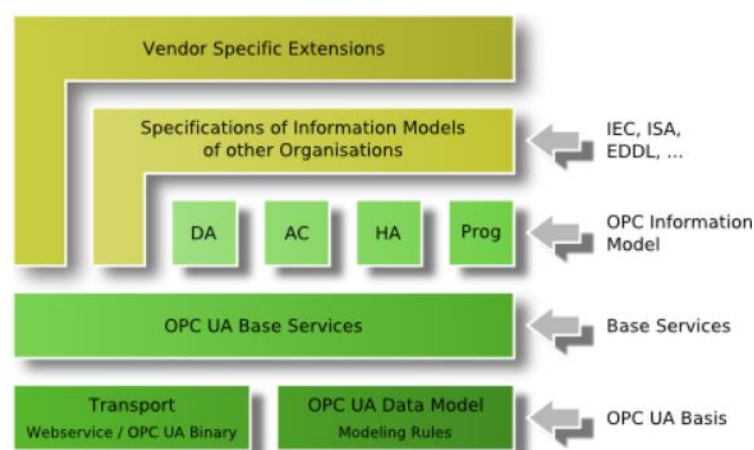 Vendor Specific Extensions
Specifications of Information Models
of other Organisations
IEC, ISA,
EDDL, ...
DA
AC
HA
Prog
OPC Information
Model
OPC UA Base Services
Base Services
Transport
Webservice / OPC UA Binary
OPC UA Data Model
Modeling Rules
OPC UA Basis